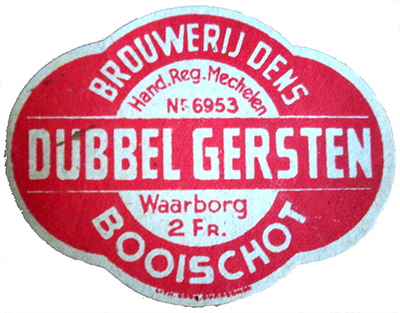 BROUWERIJ DENS
Hand. Reg. Mechelen
Nr 6953
DUBBEL GERSTEN
Waarborg
2 FR.
BOOISCHOT